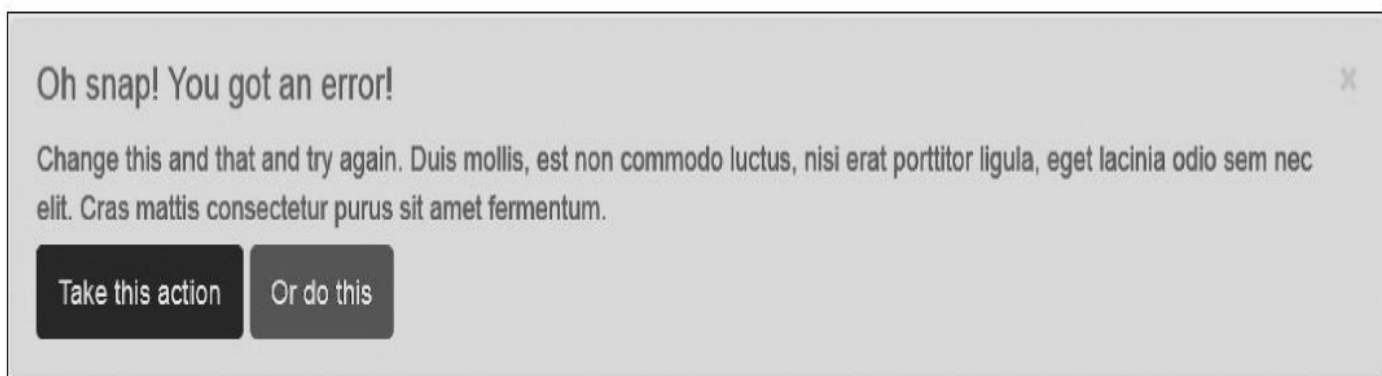 Oh snap! You got an error!
×
Change this and that and try again. Duis mollis, est non commodo luctus, nisi erat porttitor ligula, eget lacinia odio sem nec
elit. Cras mattis consectetur purus sit amet fermentum.
Take this action
Or do this